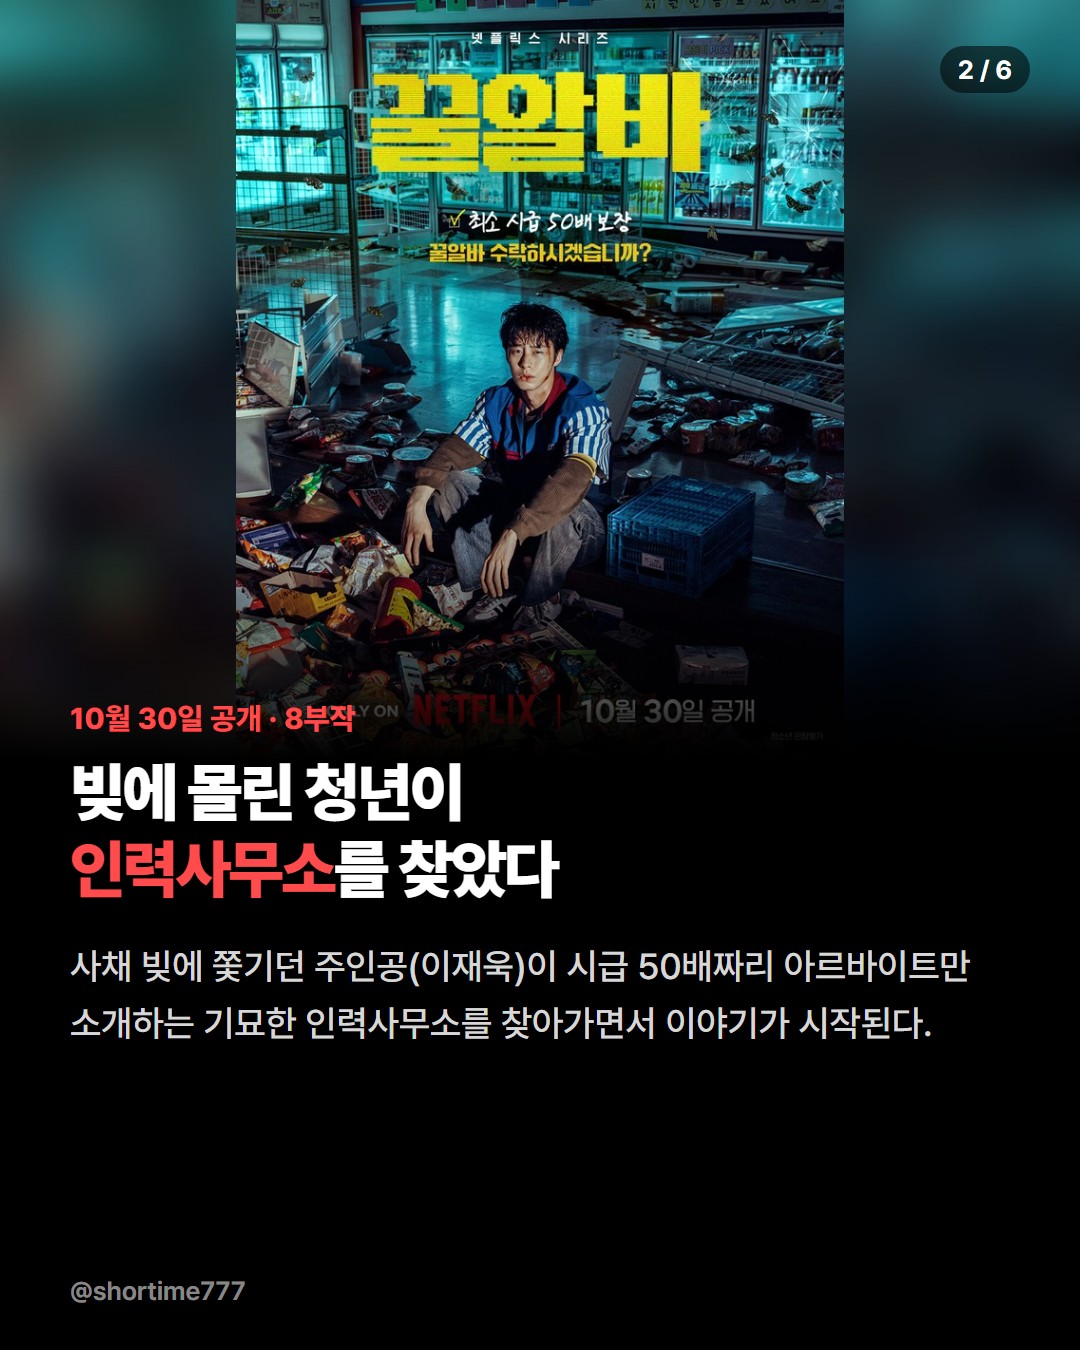 2 / 6
넷플릭스 시리즈
꿀알바
최소 시급 50배 보장
꿀알바 수락하시겠습니까?
NETFLIX | 10월 30일 공개
10월 30일 공개 · 8부작
빚에 몰린 청년이
인력사무소를 찾았다
사채 빚에 쫓기던 주인공(이재욱)이 시급 50배짜리 아르바이트만
소개하는 기묘한 인력사무소를 찾아가면서 이야기가 시작된다.
@shortime777